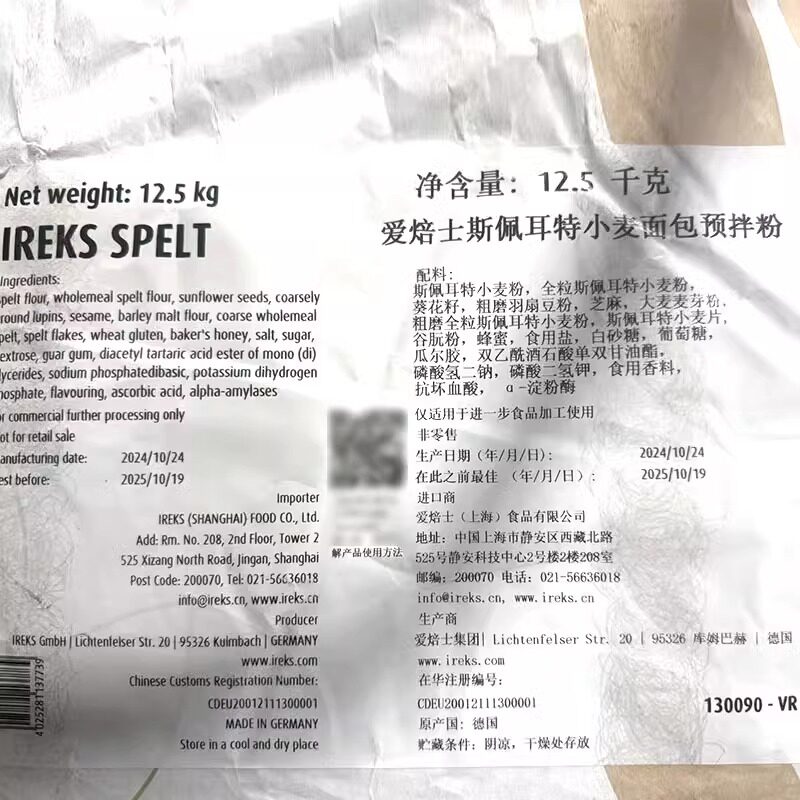 Net weight: 12.5 kg
IREKS SPELT
Ingredients:
pelt flour, wholemeal spelt flour, sunflower seeds, coarsely
round lupins, sesame, barley malt flour, coarse wholemeal
pelt, spelt flakes, wheat gluten, baker's honey, salt, sugar,
extrose, guar gum, diacetyl tartaric acid ester of mono (di)
lycerides, sodium phosphatedibasic, potassium dihydrogen
hosphate, flavouring, ascorbic acid, alpha-amylases
r commercial further processing only
ot for retail sale
anufacturing date: 2024/10/24
est before: 2025/10/19
Importer
IREKS (SHANGHAI) FOOD CO., Ltd.
Add: Rm. No. 208, 2nd Floor, Tower 2
525 Xizang North Road, Jingan, Shanghai
Post Code: 200070, Tel: 021-56636018
info@ireks.cn, www.ireks.cn
Producer
IREKS GmbH | Lichtenfelser Str. 20 | 95326 Kulmbach | GERMANY
www.ireks.com
Chinese Customs Registration Number:
CDEU20012111300001
MADE IN GERMANY
Store in a cool and dry place
4025281137739
解产品使用方法
净含量: 12.5 千克
爱焙士斯佩耳特小麦面包预拌粉
配料:
斯佩耳特小麦粉, 全粒斯佩耳特小麦粉,
葵花籽, 粗磨羽扇豆粉, 芝麻, 大麦麦芽粉,
粗磨全粒斯佩耳特小麦粉, 斯佩耳特小麦片,
谷朊粉, 蜂蜜, 食用盐, 白砂糖, 葡萄糖,
瓜尔胶, 双乙酰酒石酸单双甘油酯,
磷酸氢二钠, 磷酸二氢钾, 食用香料,
抗坏血酸, α-淀粉酶
仅适用于进一步食品加工使用
非零售
生产日期 (年/月/日): 2024/10/24
在此之前最佳 (年/月/日): 2025/10/19
进口商
爱焙士 (上海) 食品有限公司
地址: 中国上海市静安区西藏北路
525号静安科技中心2号楼2楼208室
邮编: 200070 电话: 021-56636018
info@ireks.cn, www.ireks.cn
生产商
爱焙士集团| Lichtenfelser Str. 20 | 95326 库姆巴赫 | 德国
www.ireks.com
在华注册编号:
CDEU20012111300001
原产国: 德国
贮藏条件: 阴凉, 干燥处存放
130090 - VR